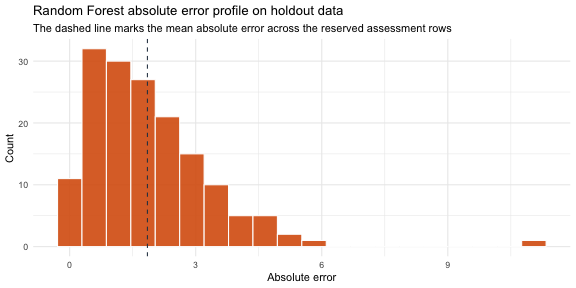 Random Forest absolute error profile on holdout data
The dashed line marks the mean absolute error across the reserved assessment rows
30
20
10
0
Count
0 3 6 9
Absolute error